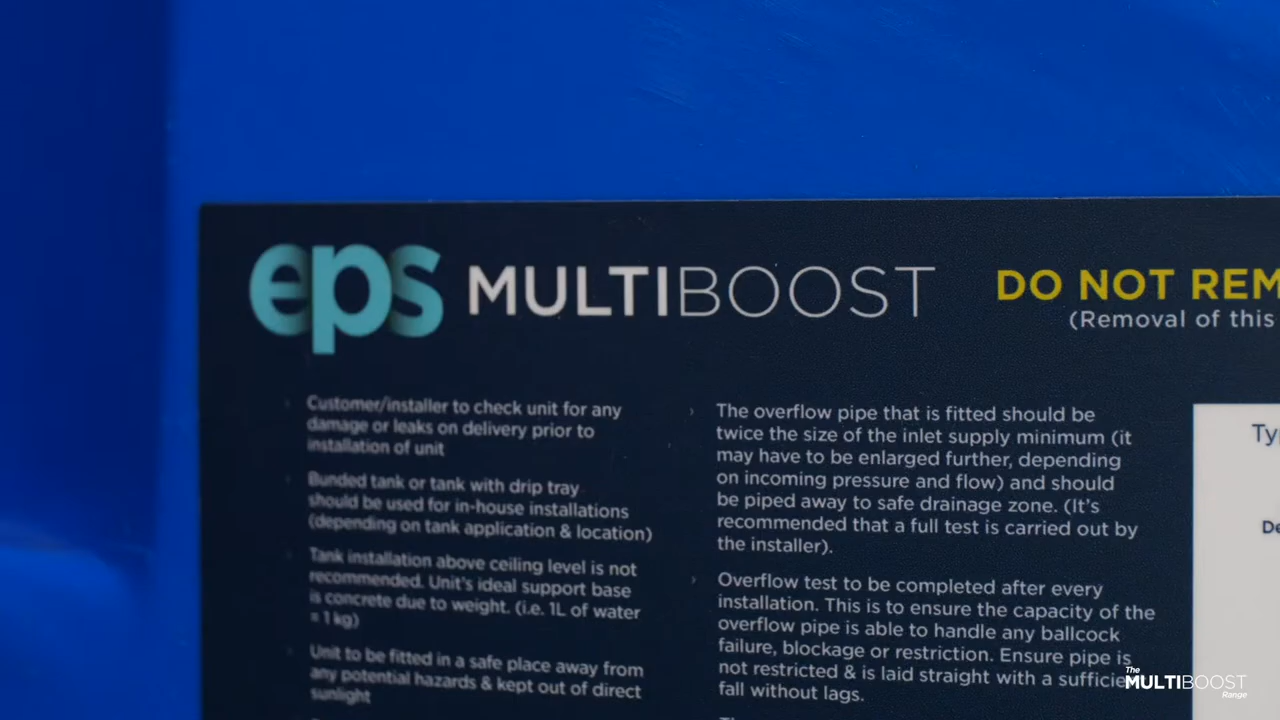 eps MULTIBOOST
DO NOT REM
(Removal of this
Customer/installer to check unit for any
damage or leaks on delivery prior to
installation of unit
Bunded tank or tank with drip tray
should be used for in-house installations
(depending on tank application & location)
Tank installation above ceiling level is not
recommended. Unit's ideal support base
is concrete due to weight. (i.e. 1L of water
= 1 kg)
Unit to be fitted in a safe place away from
any potential hazards & kept out of direct
sunlight
The overflow pipe that is fitted should be
twice the size of the inlet supply minimum (it
may have to be enlarged further, depending
on incoming pressure and flow) and should
be piped away to safe drainage zone. (It's
recommended that a full test is carried out by
the installer).
Overflow test to be completed after every
installation. This is to ensure the capacity of the
overflow pipe is able to handle any ballcock
failure, blockage or restriction. Ensure pipe is
not restricted & is laid straight with a sufficie
fall without lags.
Ty
De
The
MULTIBOOST
Range